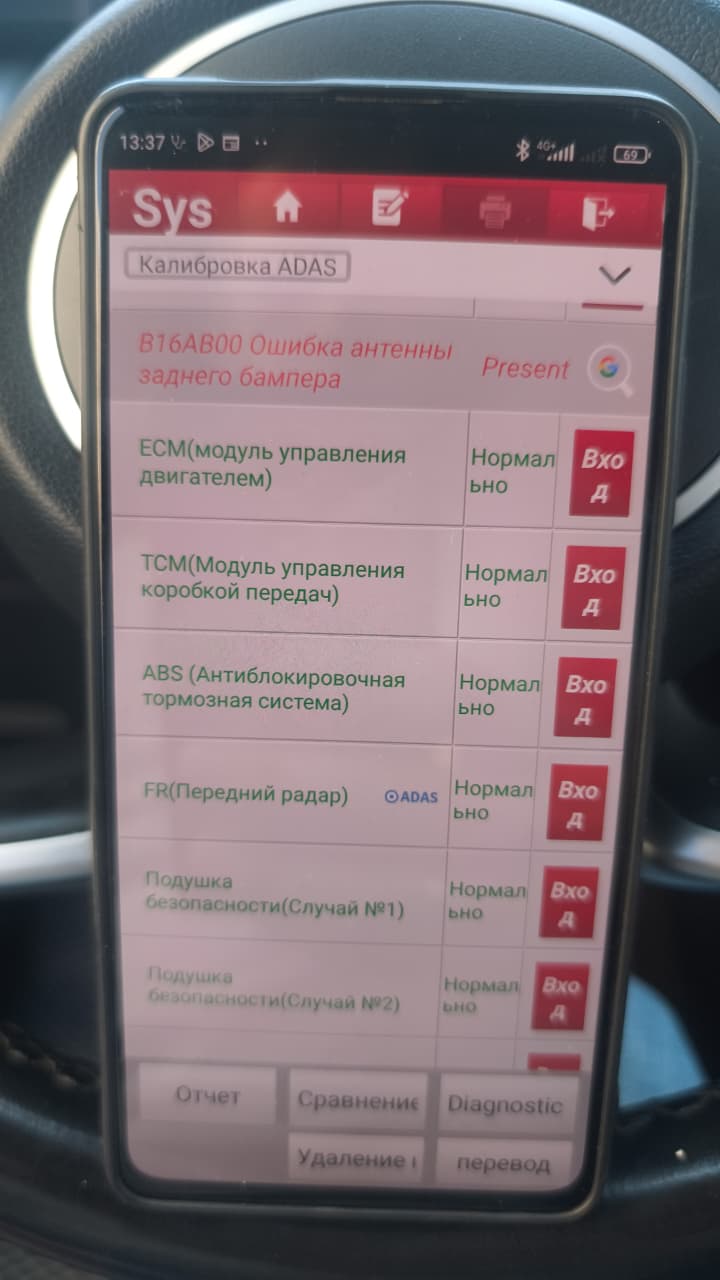 13:37
4G+
69
Sys
Калибровка ADAS
B16AB00 Ошибка антенны
заднего бампера
Present
G
ECM(модуль управления
двигателем)
Нормал
ьно
Вхо
д
TCM(Модуль управления
коробкой передач)
Нормал
ьно
Вхо
д
ABS (Антиблокировочная
тормозная система)
Нормал
ьно
Вхо
д
FR(Передний радар)
ADAS
Нормал
ьно
Вхо
д
Подушка
безопасности(Случай №1)
Нормал
ьно
Вхо
д
Подушка
безопасности(Случай №2)
Нормал
ьно
Вхо
д
Отчет
Сравнение
Diagnostic
Удаление
перевод